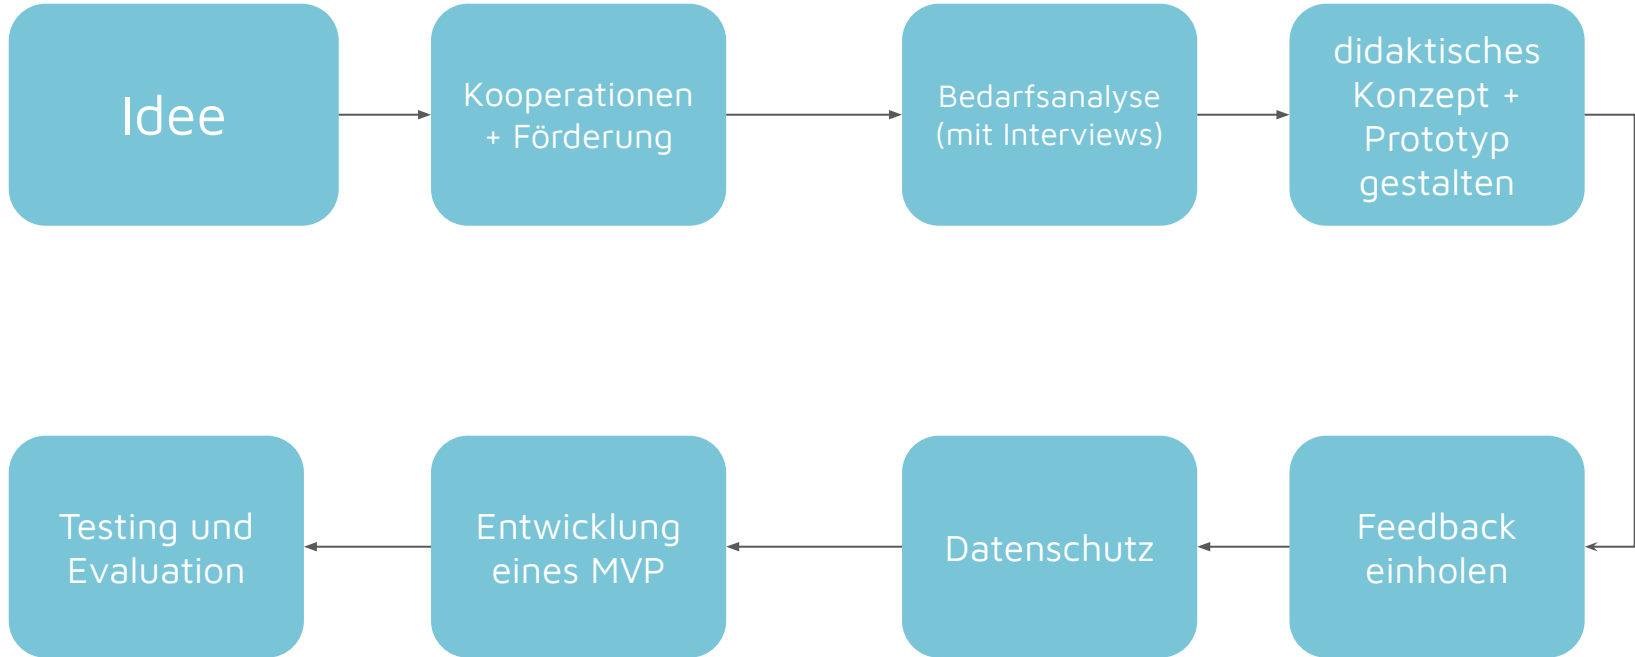 Idee
Kooperationen
+ Förderung
Bedarfsanalyse
(mit Interviews)
didaktisches
Konzept +
Prototyp
gestalten
Feedback
einholen
Datenschutz
Entwicklung
eines MVP
Testing und
Evaluation